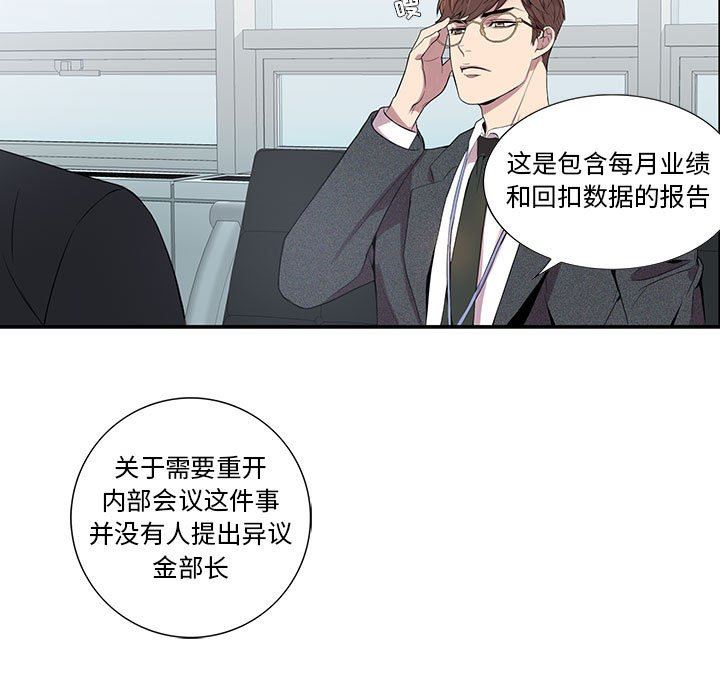 嗖
这是包含每月业绩
和回扣数据的报告
关于需要重开
内部会议这件事
并没有人提出异议
金部长